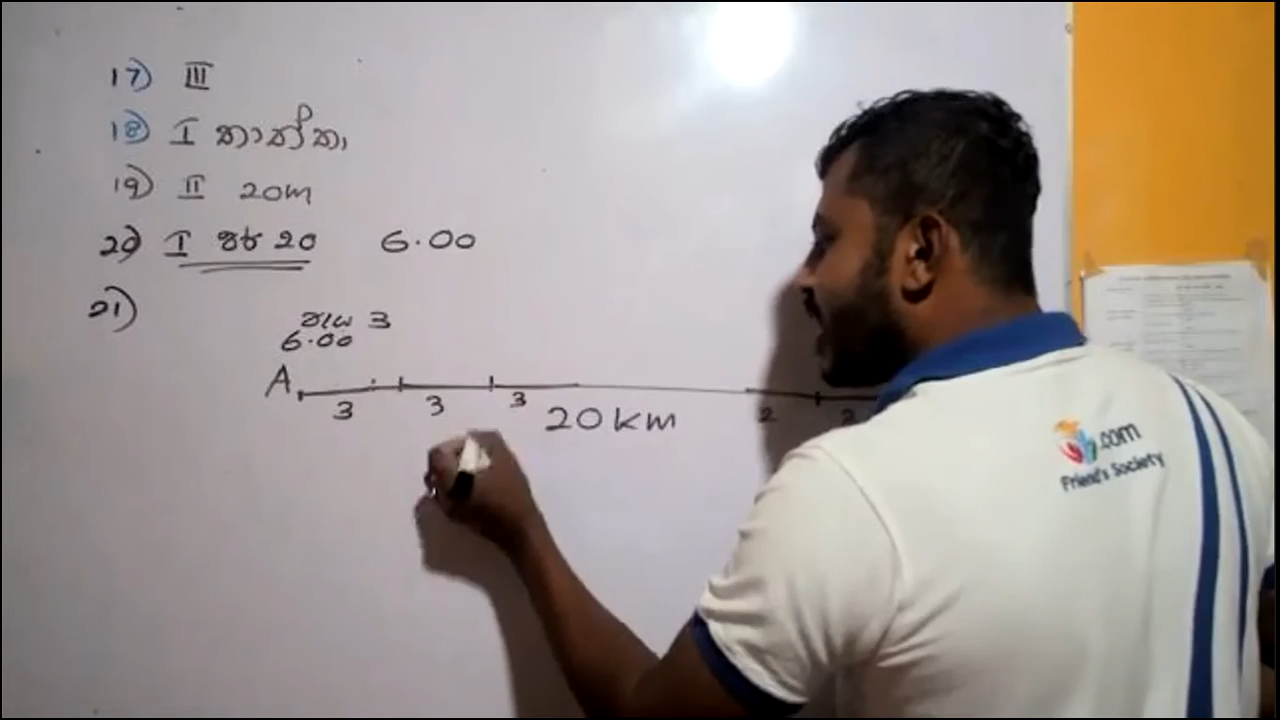 17) III
18) I තාත්තා
19) II 20m
20) I පැය 20 6.00
21)
පැය 3
6.00
A
3 3 3 20km 2 2
.com
Friend's Society